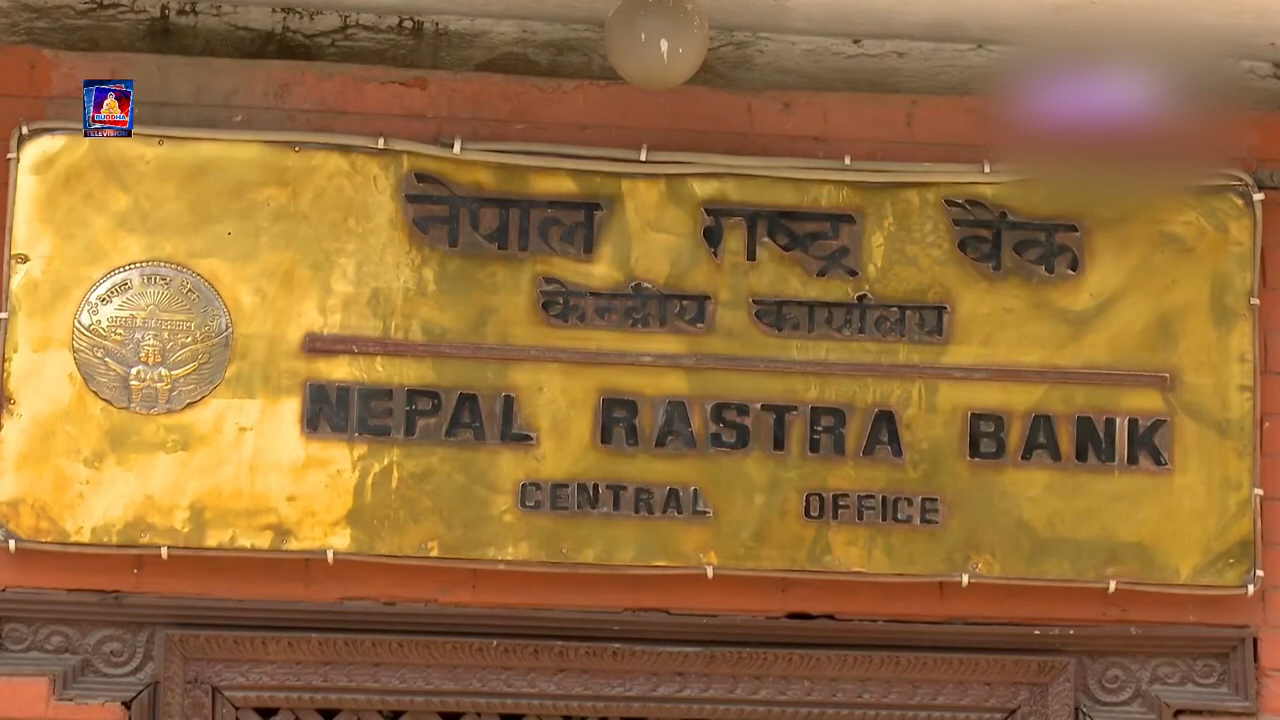 BUDDHA
TELEVISION
नेपाल राष्ट्र बैंक
केन्द्रीय कार्यालय
नेपाल राष्ट्र बैंक
NEPAL RASTRA BANK
CENTRAL OFFICE